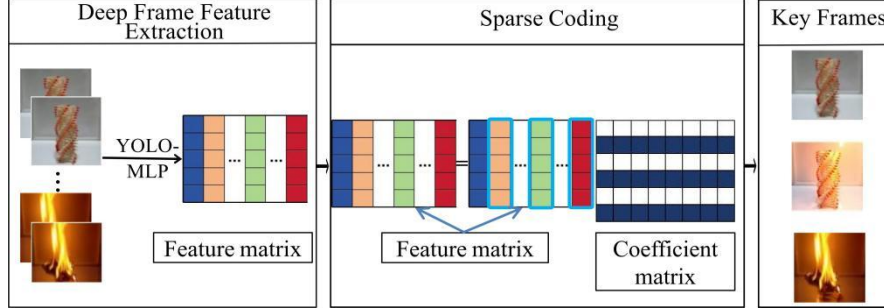 Deep Frame Feature
Extraction
Sparse Coding
Key Frames
YOLO-
MLP
... ...
... ...
=
... ...
Feature matrix
Feature matrix
Coefficient
matrix